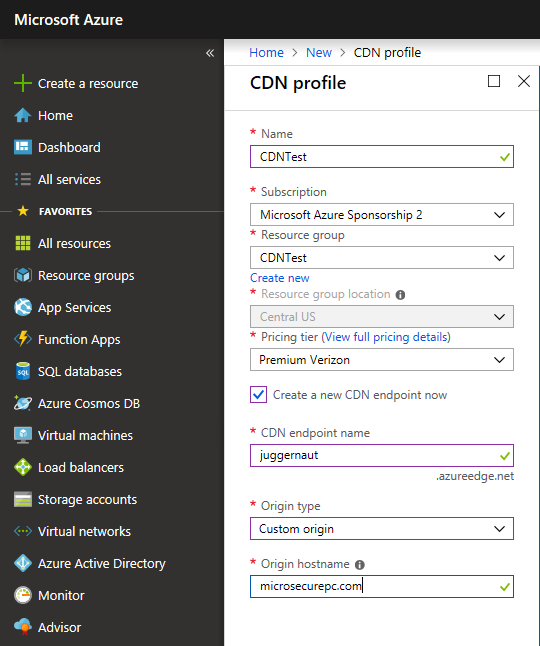 Microsoft Azure
«
Home > New > CDN profile
Create a resource
Home
Dashboard
All services
FAVORITES
All resources
Resource groups
App Services
Function Apps
SQL databases
Azure Cosmos DB
Virtual machines
Load balancers
Storage accounts
Virtual networks
Azure Active Directory
Monitor
Advisor
CDN profile
* Name
CDNTest
* Subscription
Microsoft Azure Sponsorship 2
* Resource group
CDNTest
Create new
* Resource group location
Central US
* Pricing tier (View full pricing details)
Premium Verizon
Create a new CDN endpoint now
* CDN endpoint name
juggernaut
.azureedge.net
* Origin type
Custom origin
* Origin hostname
microsecurepc.com